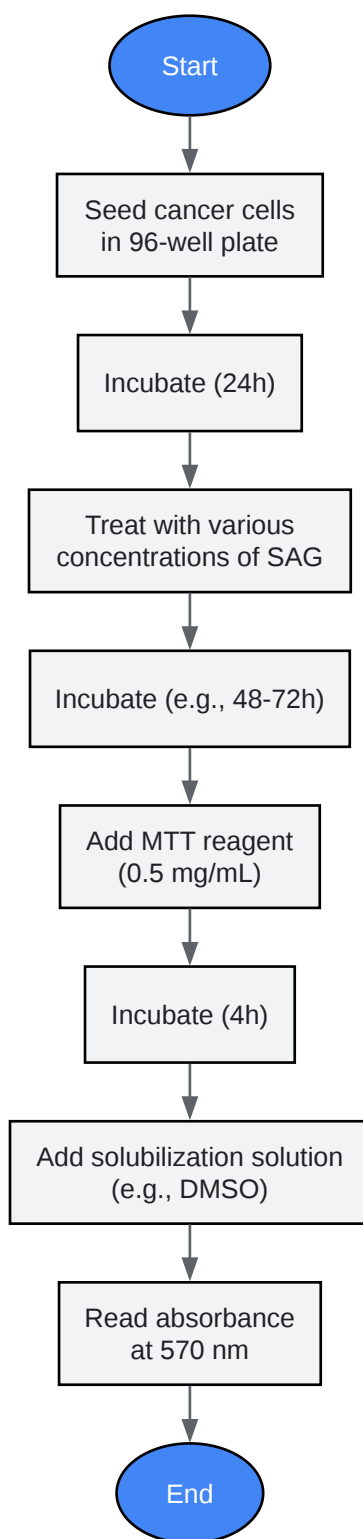 Start
Seed cancer cells
in 96-well plate
Incubate (24h)
Treat with various
concentrations of SAG
Incubate (e.g., 48-72h)
Add MTT reagent
(0.5 mg/mL)
Incubate (4h)
Add solubilization solution
(e.g., DMSO)
Read absorbance
at 570 nm
End